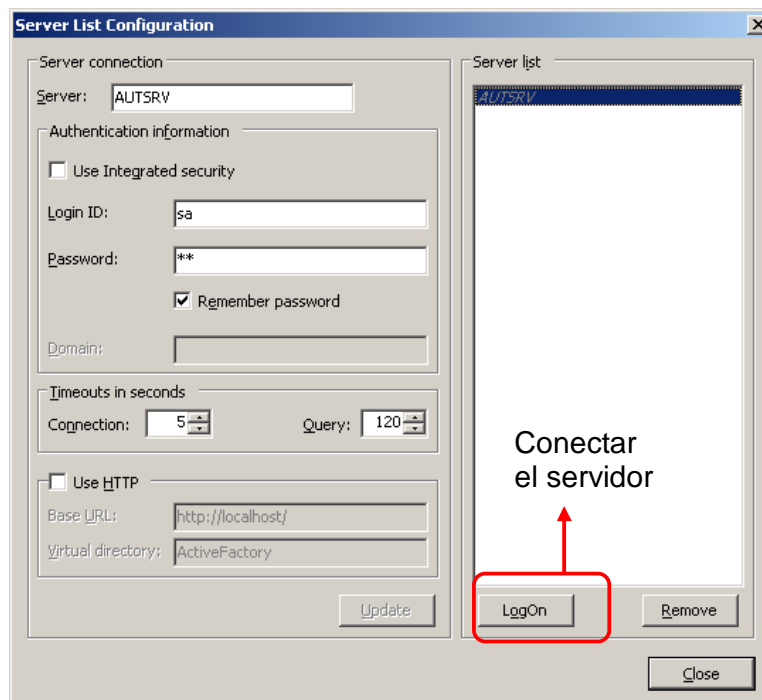 Server List Configuration
Server connection
Server: AUTSRV
Authentication information
Use Integrated security
Login ID: sa
Password: **
Remember password
Domain:
Timeouts in seconds
Connection: 5 Query: 120
Use HTTP
Base URL: http://localhost/
Virtual directory: ActiveFactory
Update
Server list
AUTSRV
Conectar
el servidor
LogOn Remove
Close